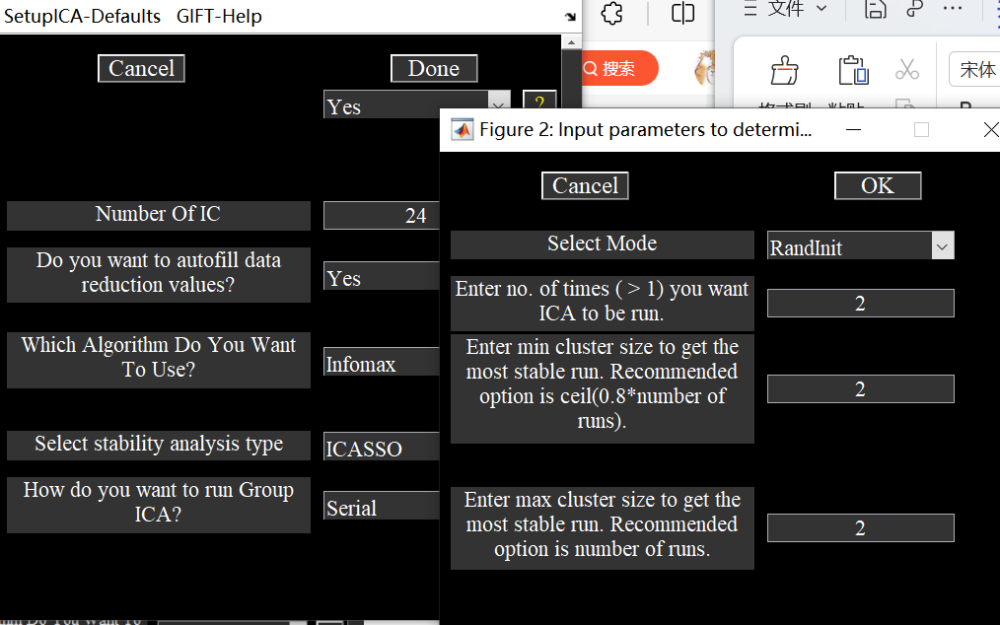 SetupICA-Defaults GIFT-Help
Cancel
Done
Yes
?
Number Of IC
24
Do you want to autofill data
reduction values?
Yes
Which Algorithm Do You Want
To Use?
Infomax
Select stability analysis type
ICASSO
How do you want to run Group
ICA?
Serial
搜索
文件
宋体
Figure 2: Input parameters to determi...
Cancel
OK
Select Mode
RandInit
Enter no. of times ( > 1) you want
ICA to be run.
2
Enter min cluster size to get the
most stable run. Recommended
option is ceil(0.8*number of
runs).
2
Enter max cluster size to get the
most stable run. Recommended
option is number of runs.
2